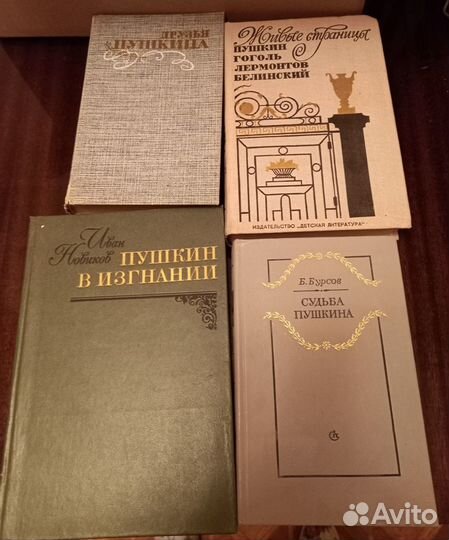 ДРУЗЬЯ
ПУШКИНА
Живые страницы
ПУШКИН
ГОГОЛЬ
ЛЕРМОНТОВ
БЕЛИНСКИЙ
ИЗДАТЕЛЬСТВО "ДЕТСКАЯ ЛИТЕРАТУРА"
Иван
Новиков
ПУШКИН
В ИЗГНАНИИ
Б. Бурсов
СУДЬБА
ПУШКИНА
Avito